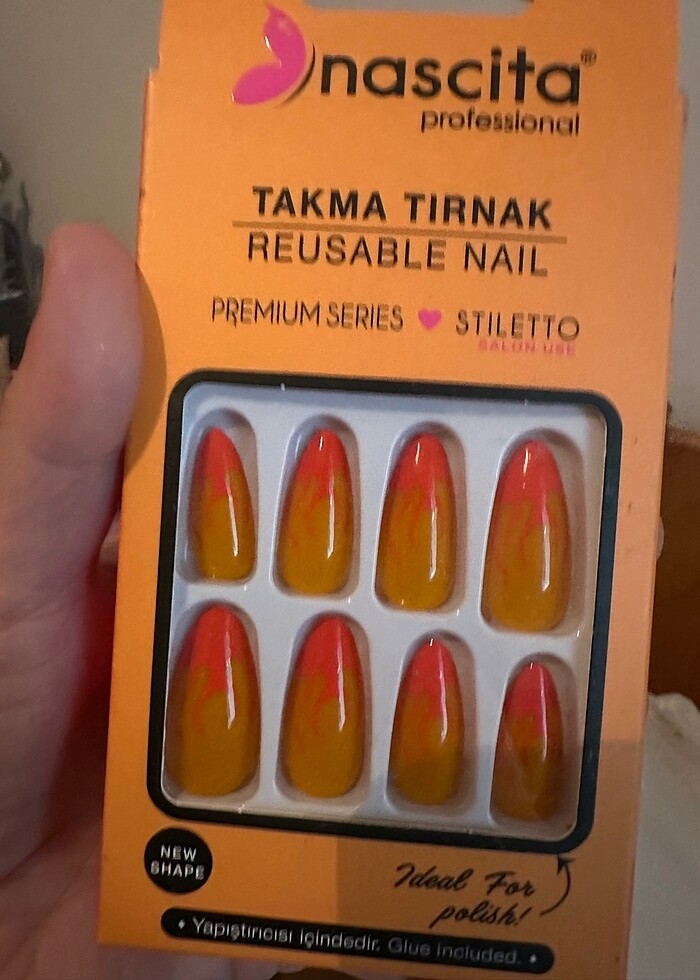 nascita®
professional
TAKMA TIRNAK
REUSABLE NAIL
PREMIUM SERIES STILETTO
SALON USE
NEW
SHAPE
Ideal For
polish!
• Yapıştırıcısı içindedir. Glue included. •